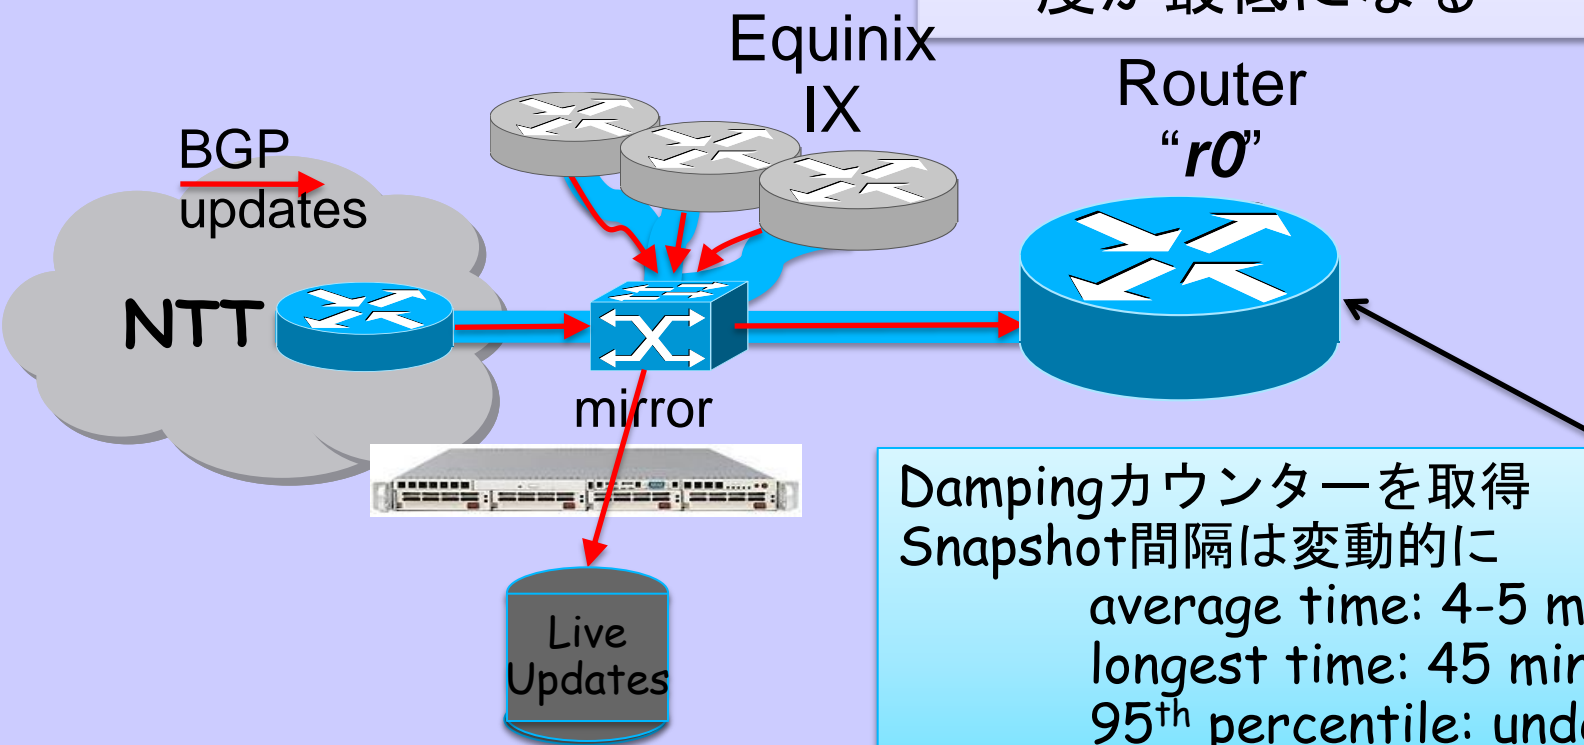 Equinix
IX
Router
“r0”
BGP
updates
NTT
mirror
Live
Updates
Dampingカウンターを取得
Snapshot間隔は変動的に
average time: 4-5
longest time: 45
95th percentile: